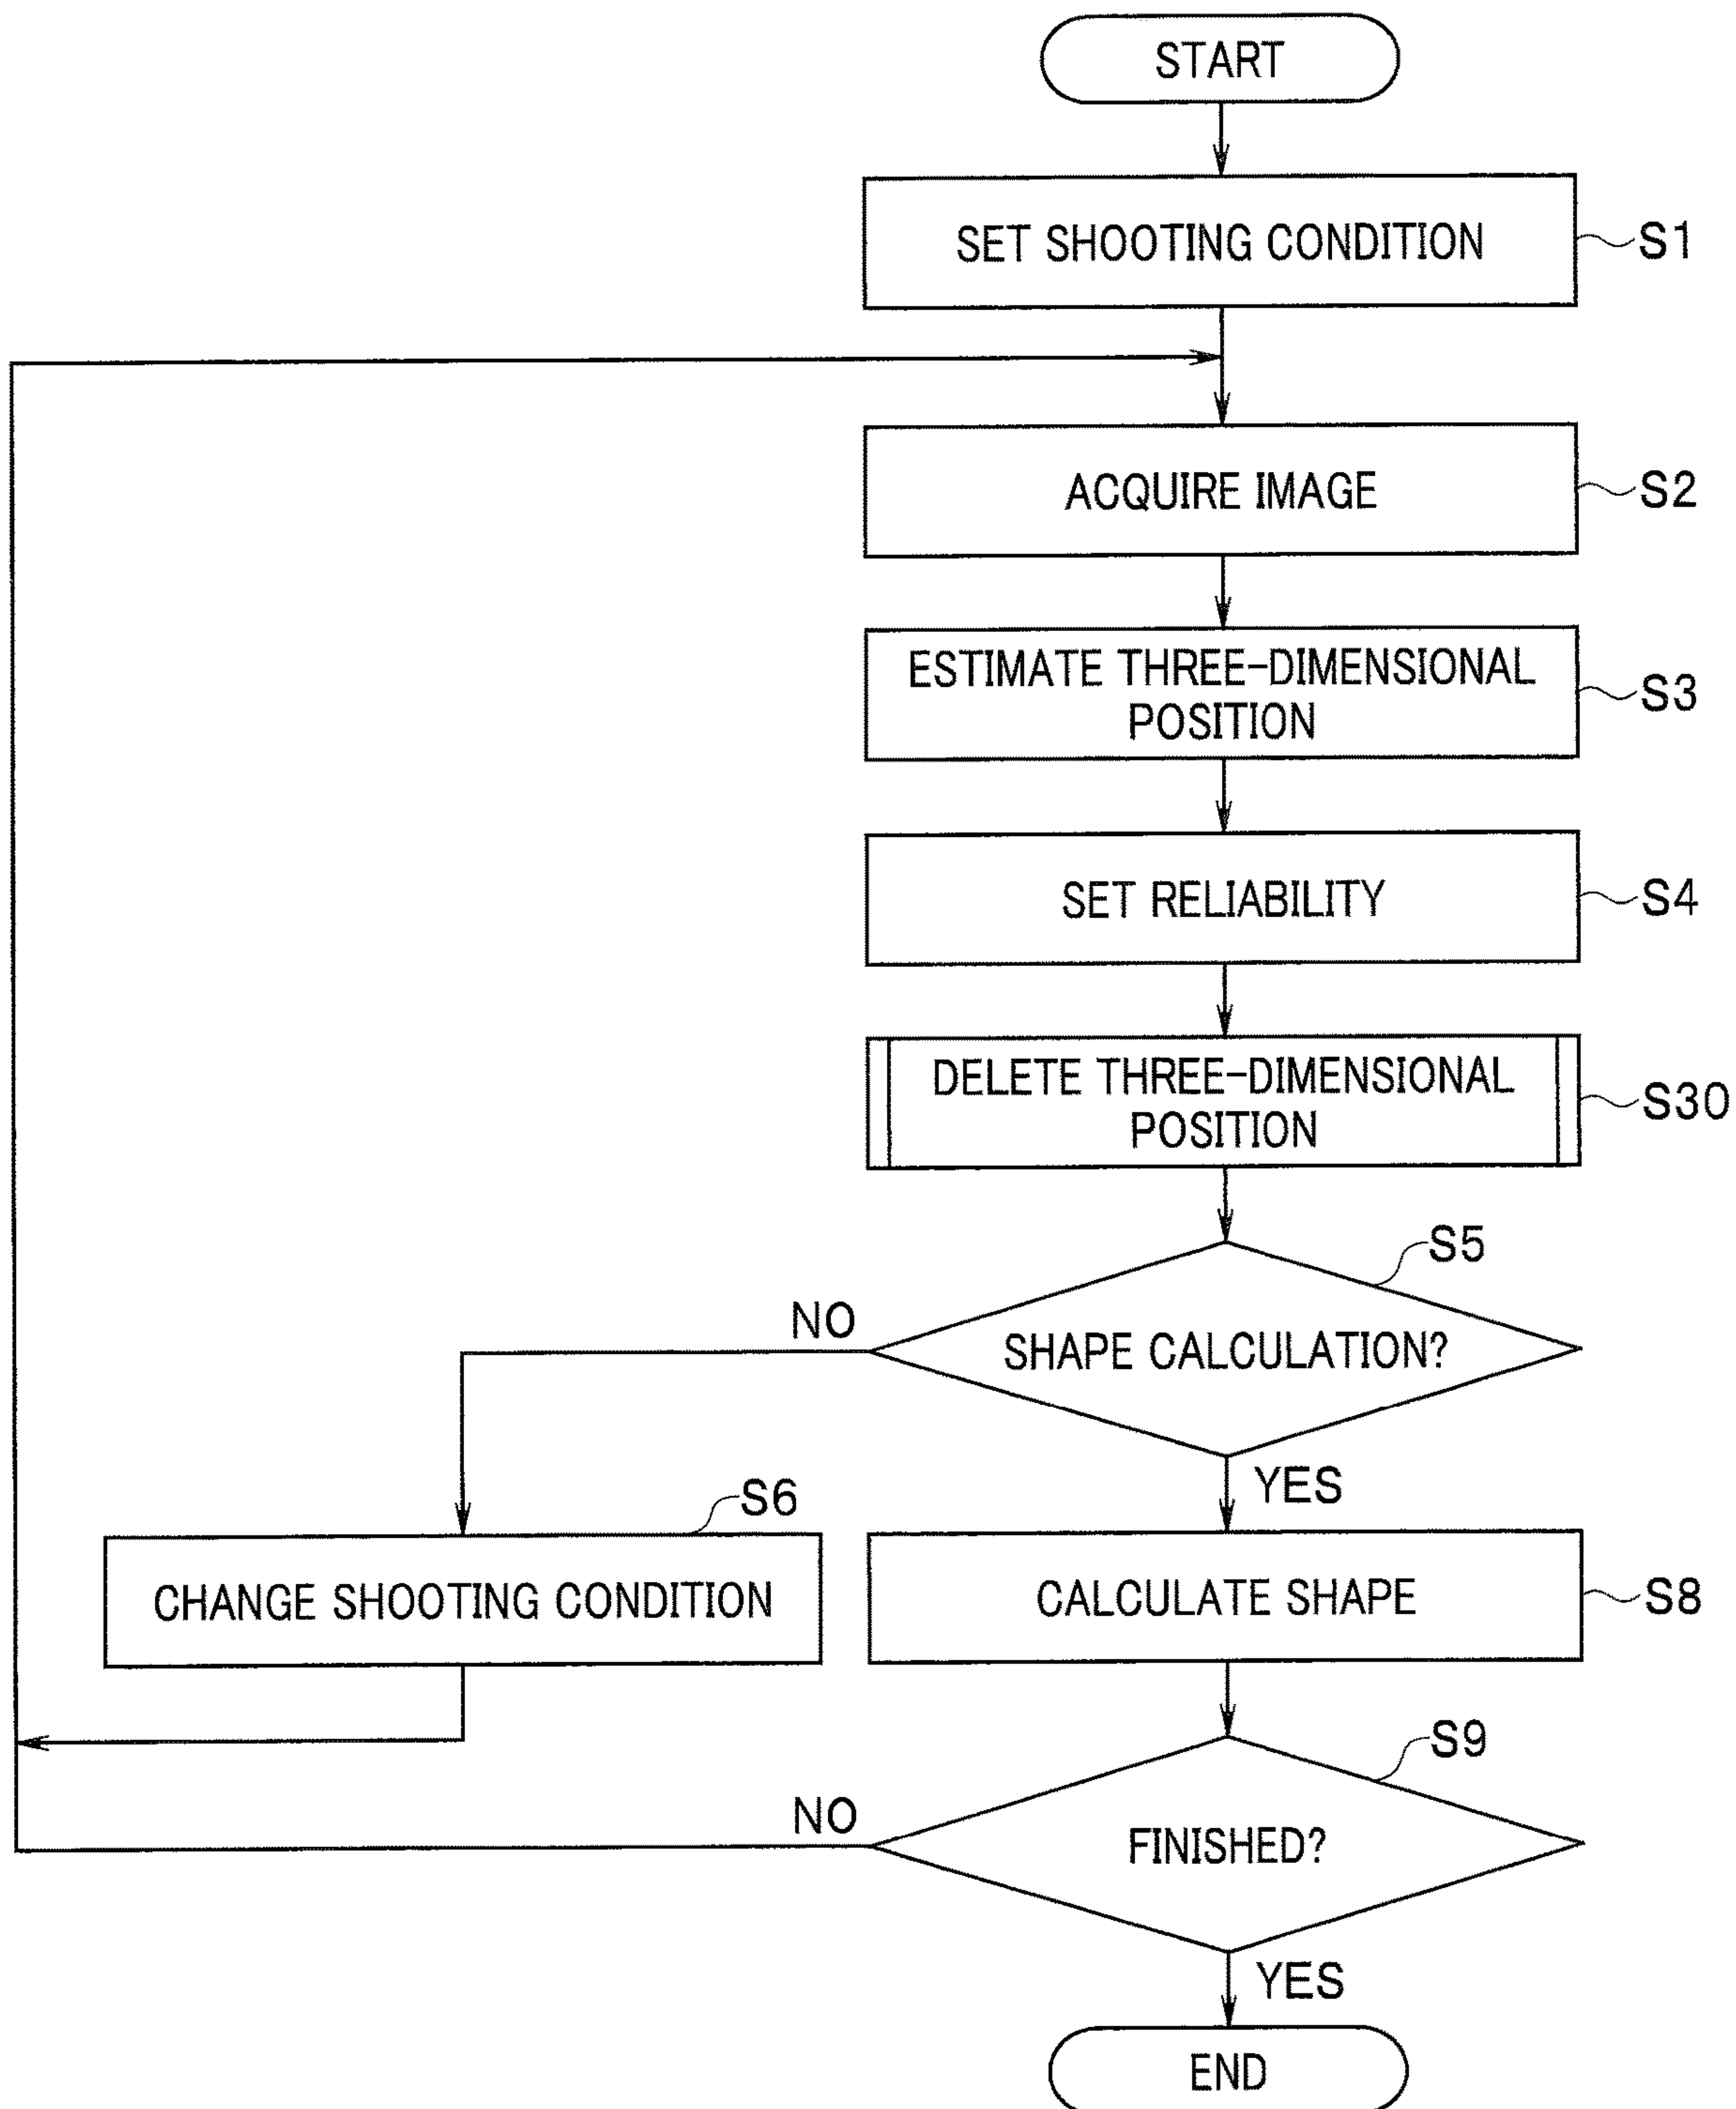 START
SET SHOOTING CONDITION
S1
ACQUIRE IMAGE
S2
ESTIMATE THREE-DIMENSIONAL
POSITION
S3
SET RELIABILITY
S4
DELETE THREE-DIMENSIONAL
POSITION
S30
S5
NO
SHAPE CALCULATION?
YES
S6
CHANGE SHOOTING CONDITION
CALCULATE SHAPE
S8
S9
NO
FINISHED?
YES
END